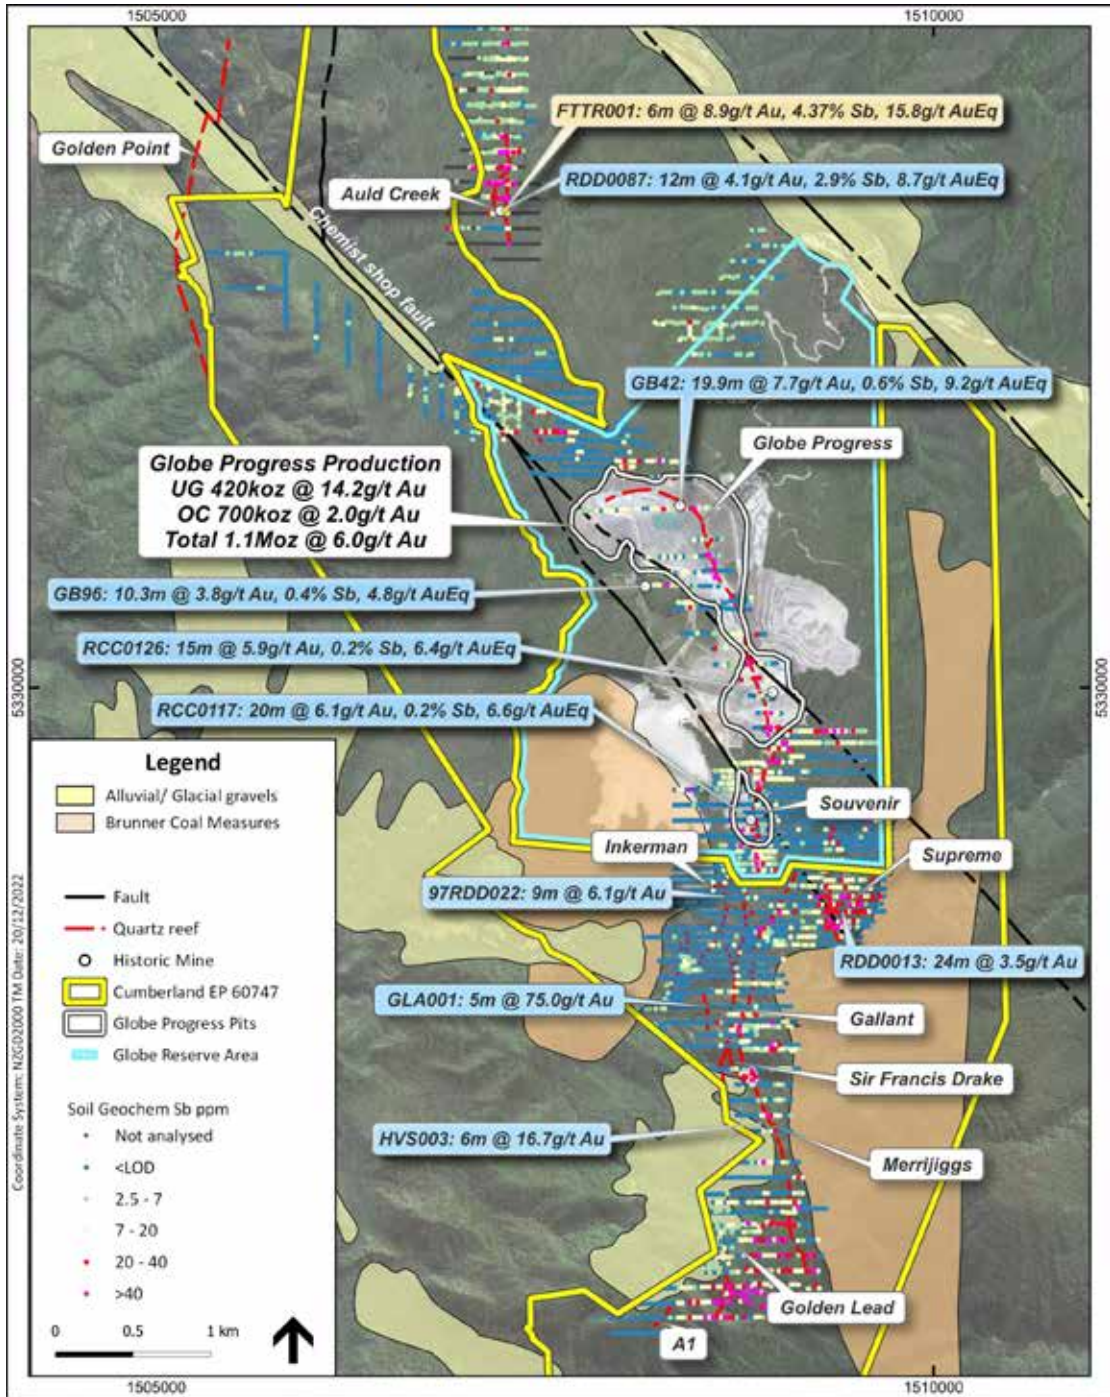 1505000
1510000
FTTR001: 6m @ 8.9g/t Au, 4.37% Sb, 15.8g/t AuEq
Golden Point
RDD0087: 12m @ 4.1g/t Au, 2.9% Sb, 8.7g/t AuEq
Auld Creek
Chemist shop fault
GB42: 19.9m @ 7.7g/t Au, 0.6% Sb, 9.2g/t AuEq
Globe Progress
Globe Progress Production
UG 420koz @ 14.2g/t Au
OC 700koz @ 2.0g/t Au
Total 1.1Moz @ 6.0g/t Au
GB96: 10.3m @ 3.8g/t Au, 0.4% Sb, 4.8g/t AuEq
RCC0126: 15m @ 5.9g/t Au, 0.2% Sb, 6.4g/t AuEq
5330000
5330000
RCC0117: 20m @ 6.1g/t Au, 0.2% Sb, 6.6g/t AuEq
Souvenir
Inkerman
Supreme
97RDD022: 9m @ 6.1g/t Au
RDD0013: 24m @ 3.5g/t Au
GLA001: 5m @ 75.0g/t Au
Gallant
Sir Francis Drake
HVS003: 6m @ 16.7g/t Au
Merrijiggs
Golden Lead
A1
Legend
Alluvial/ Glacial gravels
Brunner Coal Measures
Fault
Quartz reef
Historic Mine
Cumberland EP 60747
Globe Progress Pits
Globe Reserve Area
Soil Geochem Sb ppm
Not analysed
<LOD
2.5 - 7
7 - 20
20 - 40
>40
0 0.5 1 km
Coordinate System: NZGD2000 TM Date: 20/12/2022
1505000
1510000